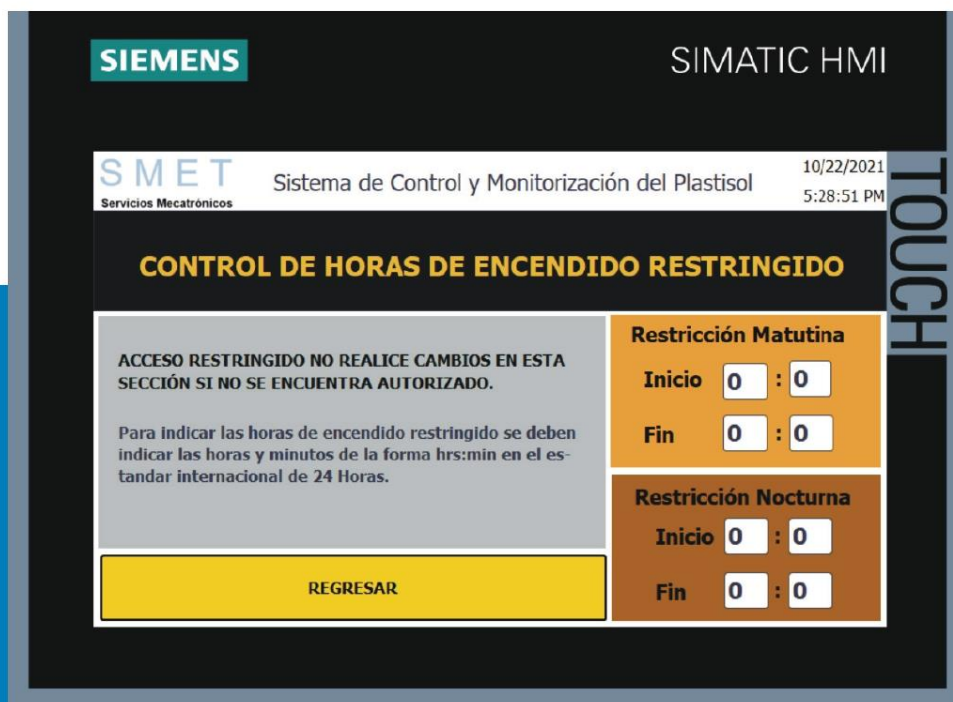 SIEMENS
SIMATIC HMI
SMET
Servicios Mecatrónicos
Sistema de Control y Monitorización del Plastisol
10/22/2021
5:28:51 PM
TOUCH
CONTROL DE HORAS DE ENCENDIDO RESTRINGIDO
ACCESO RESTRINGIDO NO REALICE CAMBIOS EN ESTA
SECCIÓN SI NO SE ENCUENTRA AUTORIZADO.
Para indicar las horas de encendido restringido se deben
indicar las horas y minutos de la forma hrs:min en el es-
tandar internacional de 24 Horas.
REGRESAR
Restricción Matutina
Inicio 0 : 0
Fin 0 : 0
Restricción Nocturna
Inicio 0 : 0
Fin 0 : 0